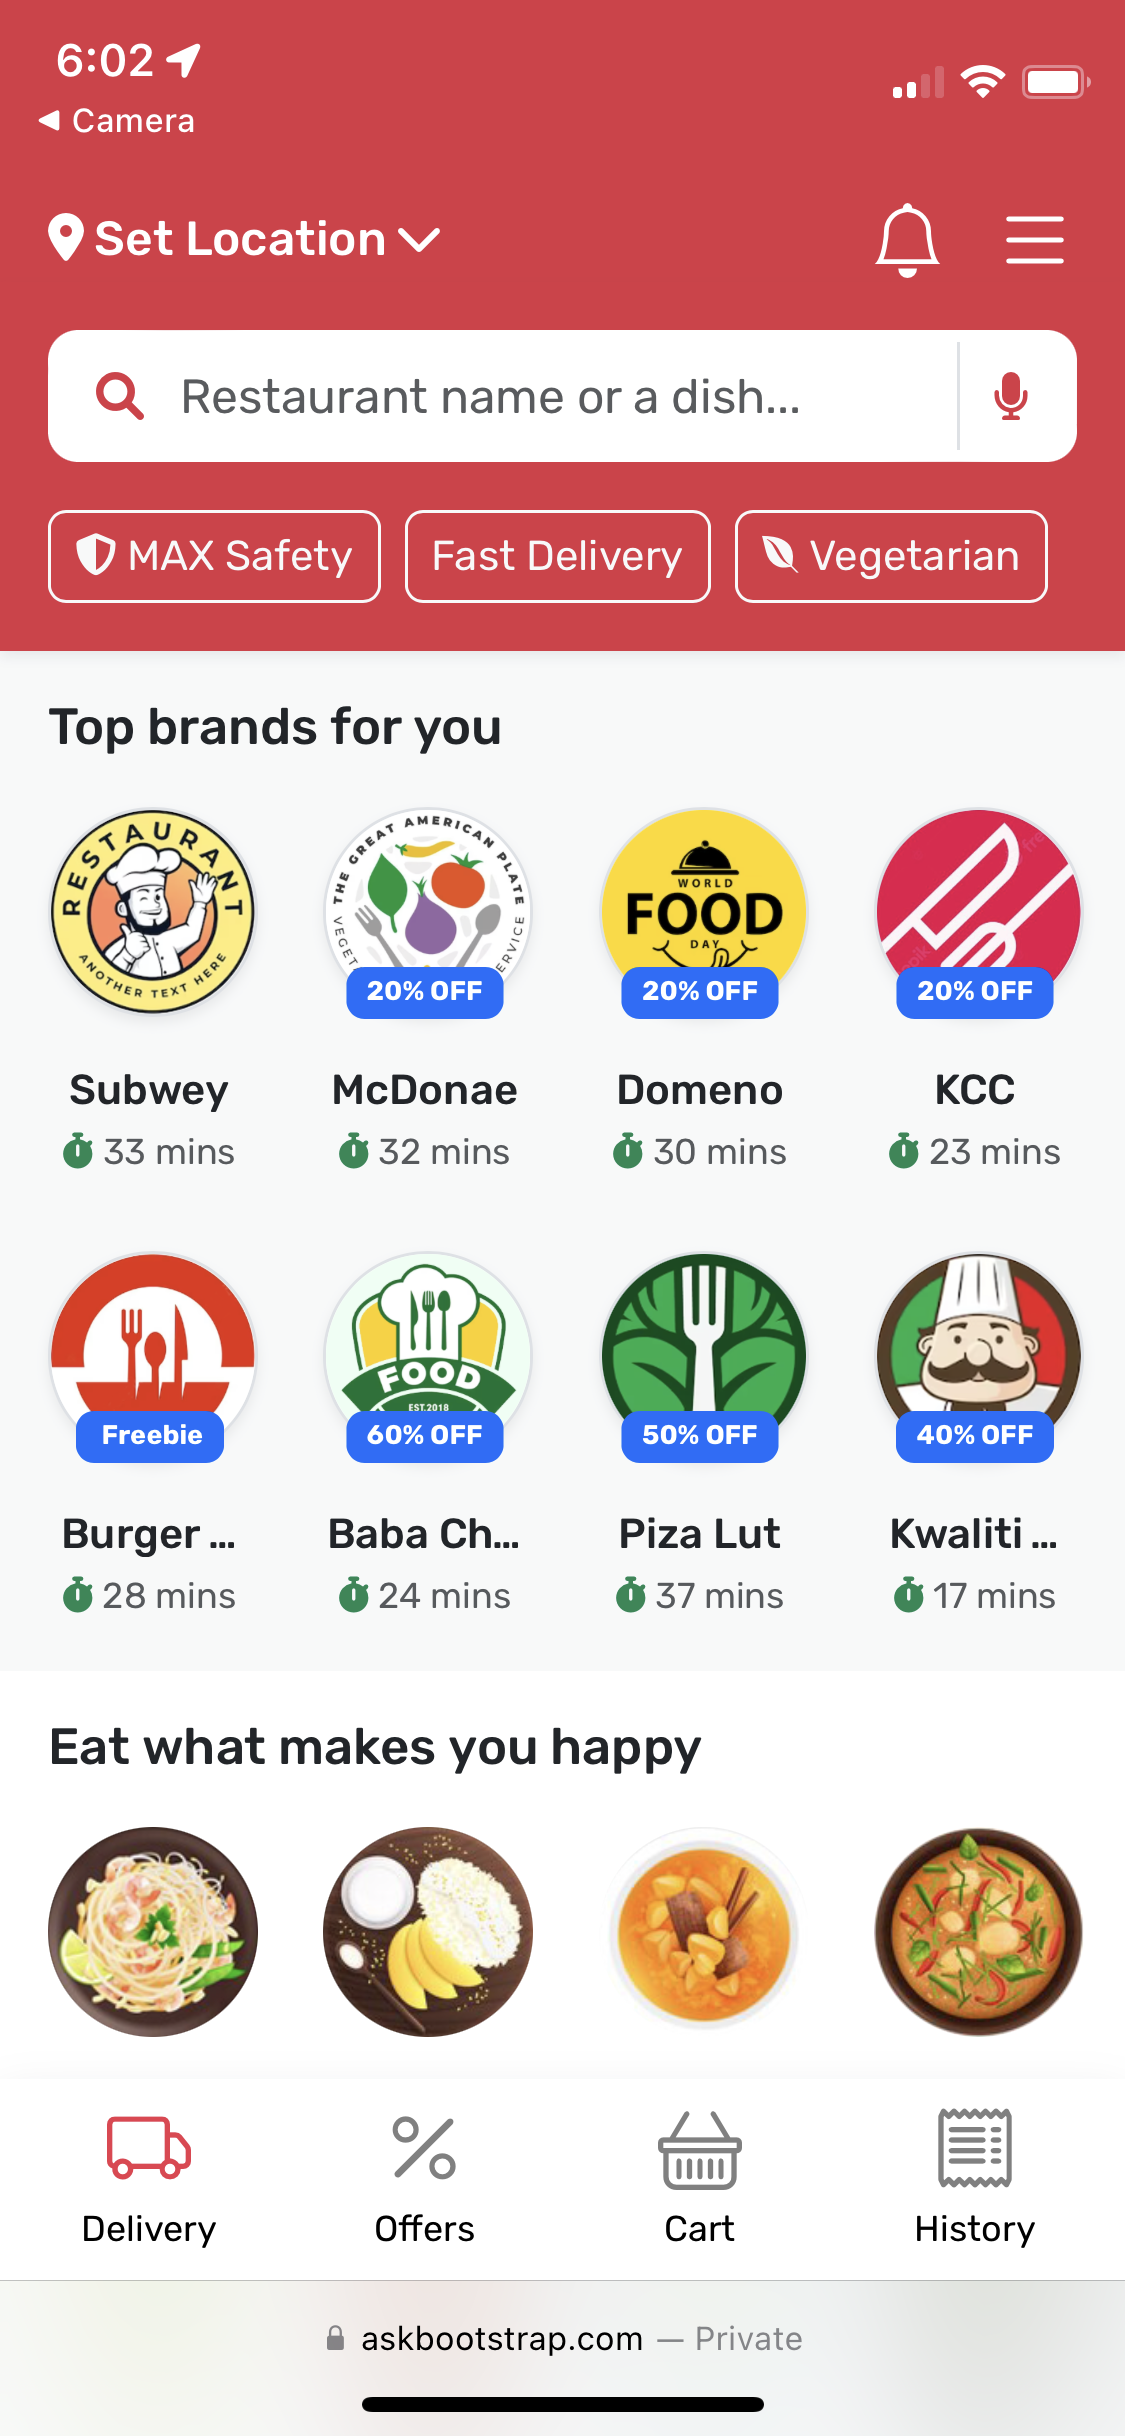 6:02
Camera
Set Location
Restaurant name or a dish...
MAX Safety
Fast Delivery
Vegetarian
Top brands for you
RESTAURANT
ANOTHER TEXT HERE
THE GREAT AMERICAN PLATE
WORLD
FOOD
DAY
20% OFF
20% OFF
20% OFF
Subwey
McDonae
Domeno
KCC
33 mins
32 mins
30 mins
23 mins
FOOD
EST.2018
Freebie
60% OFF
50% OFF
40% OFF
Burger ...
Baba Ch...
Piza Lut
Kwaliti ...
28 mins
24 mins
37 mins
17 mins
Eat what makes you happy
Delivery
Offers
Cart
History
askbootstrap.com — Private